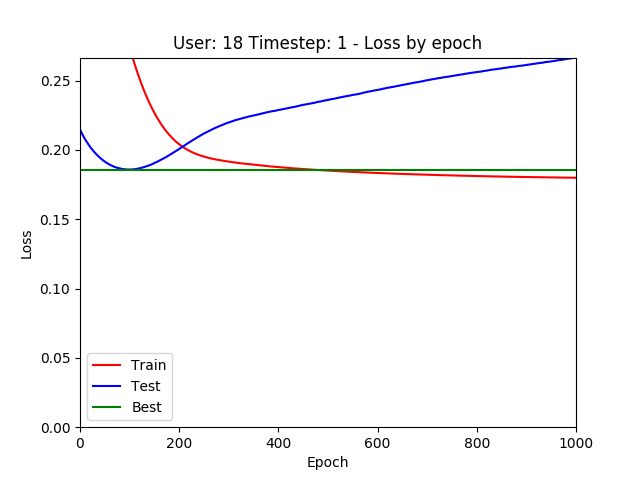 User: 18 Timestep: 1 - Loss by epoch
0.25
0.20
0.15
0.10
0.05
0.00
Loss
Train
Test
Best
0 200 400 600 800 1000
Epoch